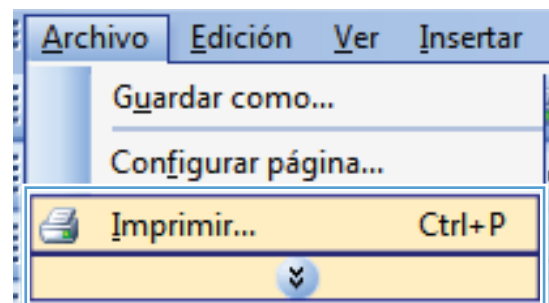 Archivo Edición Ver Insertar
Guardar como...
Configurar página...
Imprimir... Ctrl+P